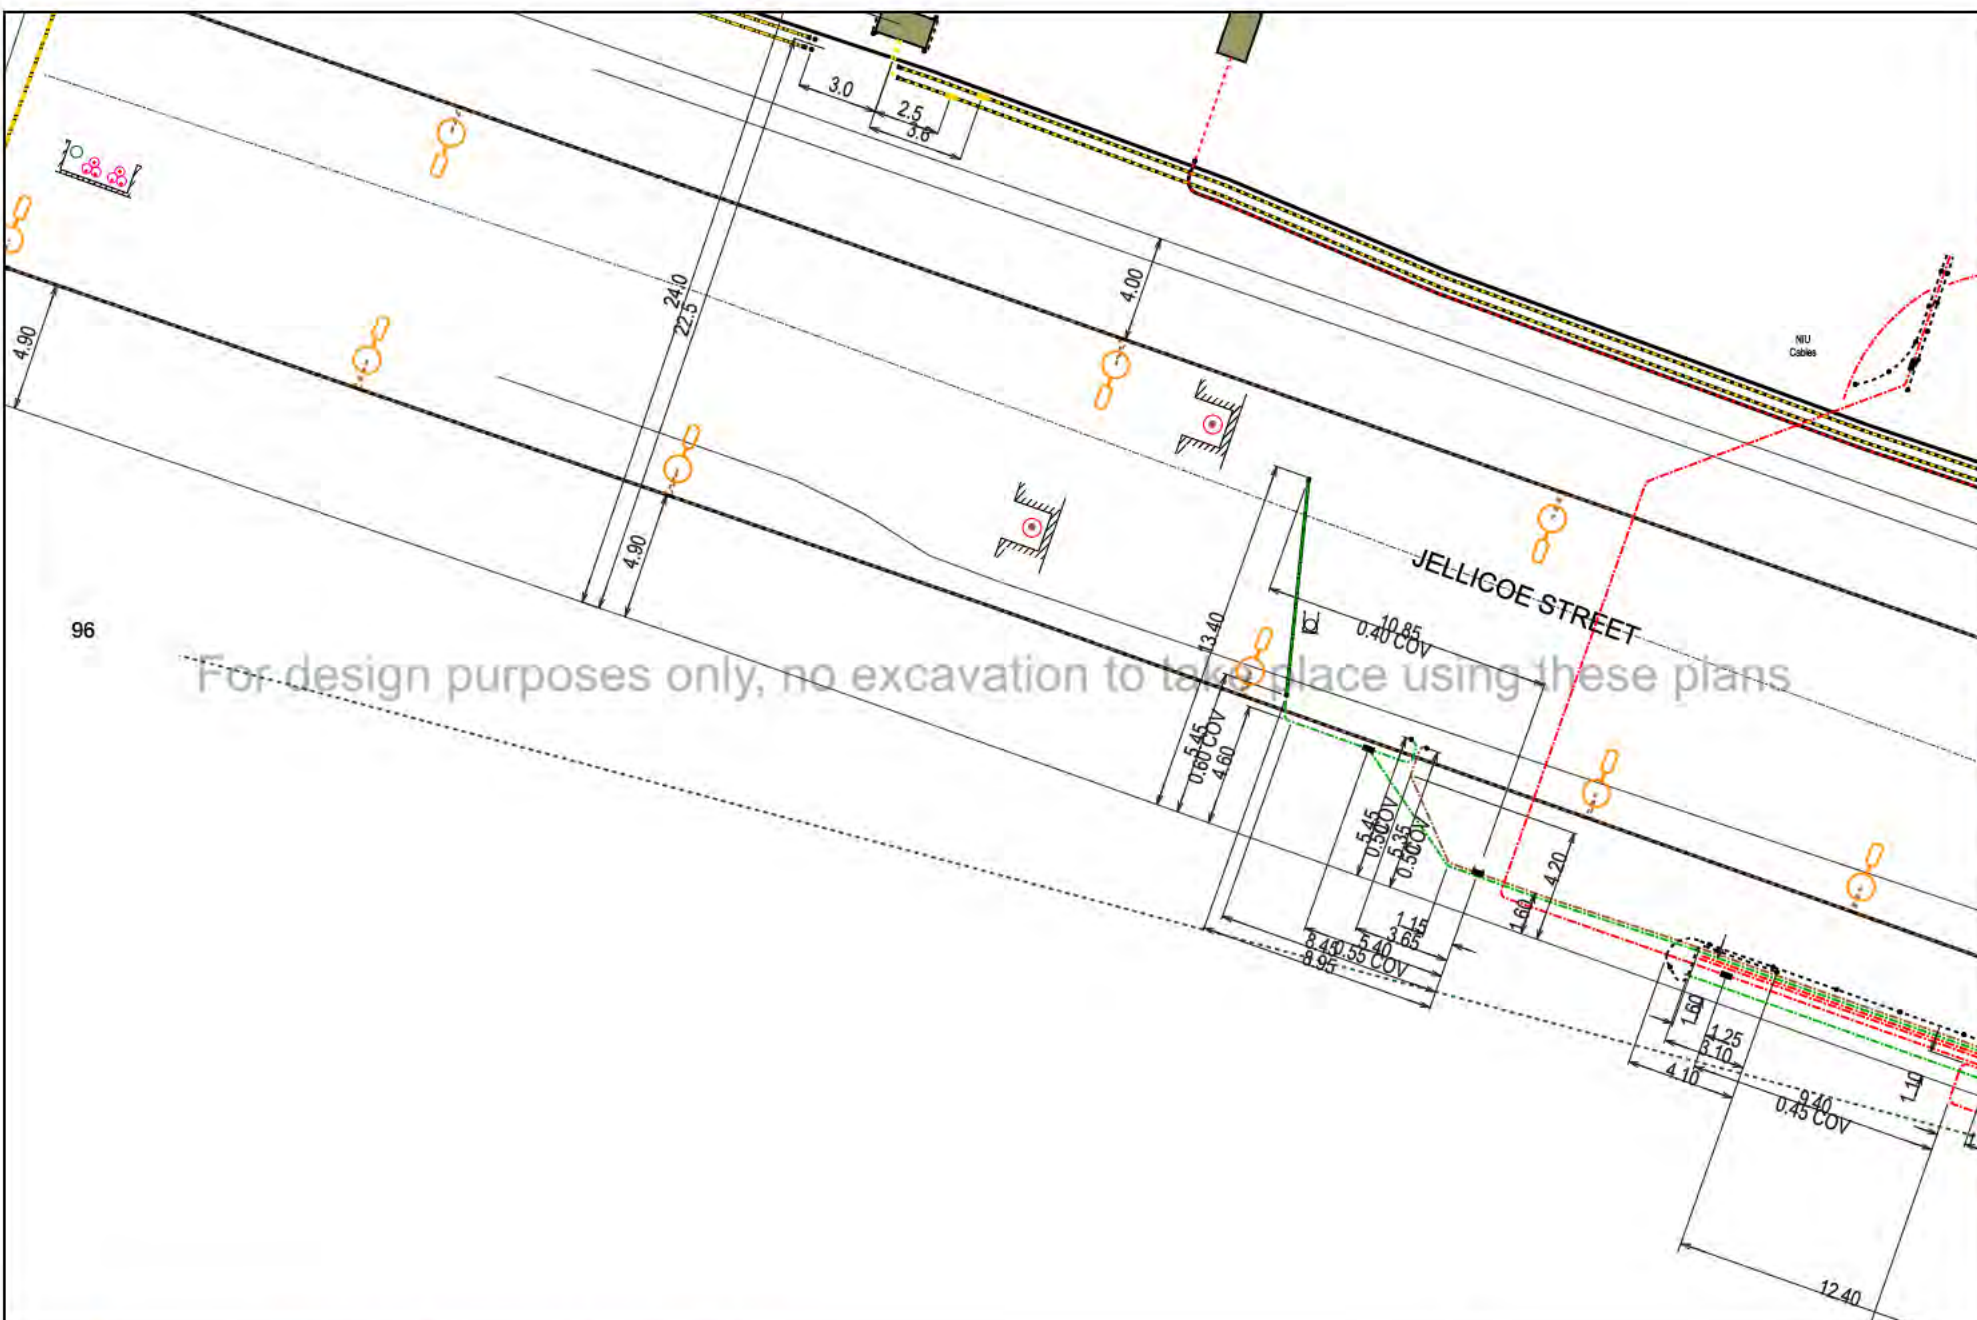 3.0
2.5
3.6
24.0
22.5
4.00
4.90
4.90
NIU
Cables
JELLICOE STREET
96
For design purposes only, no excavation to take place using these plans
13.40
10.85
0.40 COV
5.45
0.60 COV
4.60
5.45
0.50 COV
5.35
0.50 COV
4.20
1.60
1.15
3.65
5.40
8.45
0.55 COV
8.95
1.60
1.25
3.10
4.10
1.10
9.40
0.45 COV
12.40